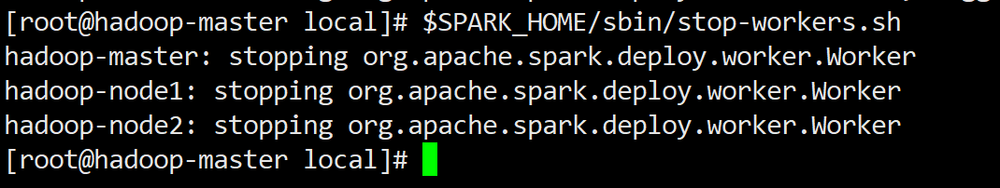 [root@hadoop-master local]# $SPARK_HOME/sbin/stop-workers.sh
hadoop-master: stopping org.apache.spark.deploy.worker.Worker
hadoop-node1: stopping org.apache.spark.deploy.worker.Worker
hadoop-node2: stopping org.apache.spark.deploy.worker.Worker
[root@hadoop-master local]#